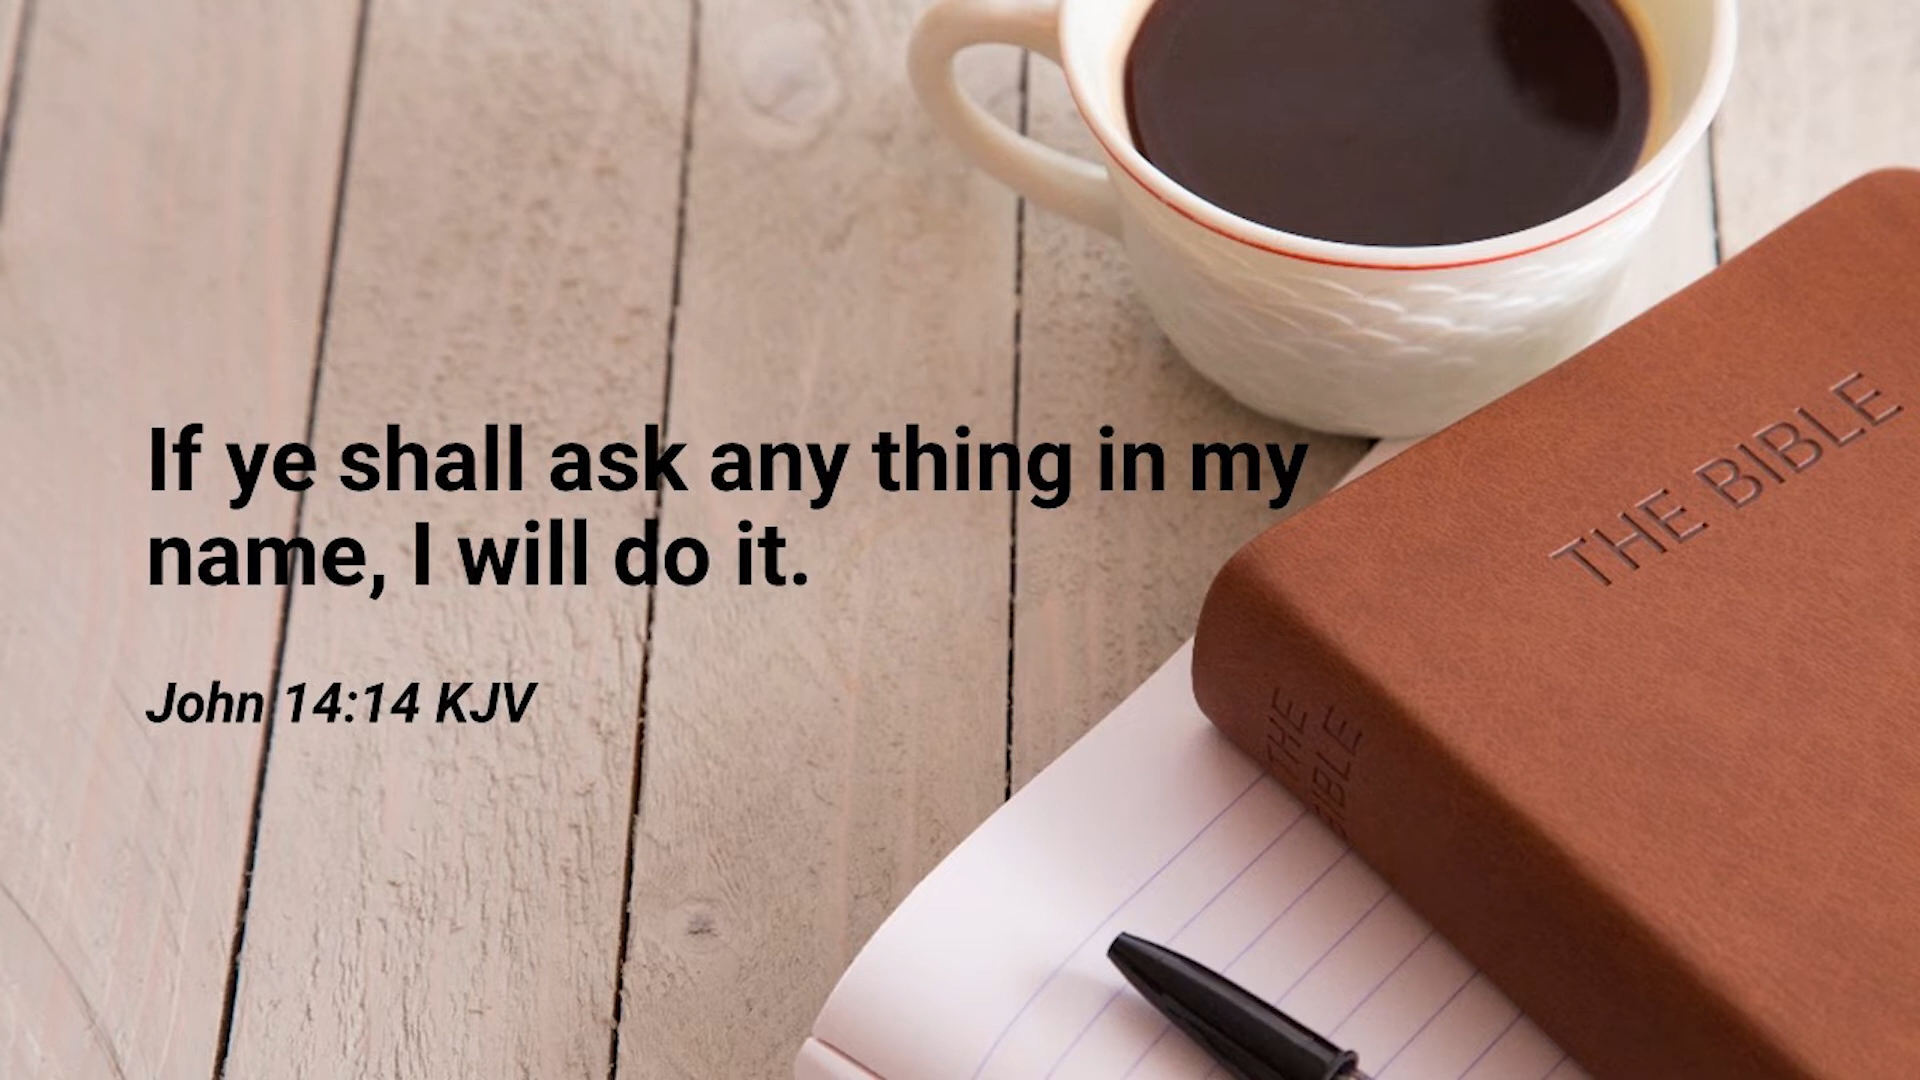 If ye shall ask any thing in my
name, I will do it.
John 14:14 KJV
THE BIBLE
THE
BIBLE